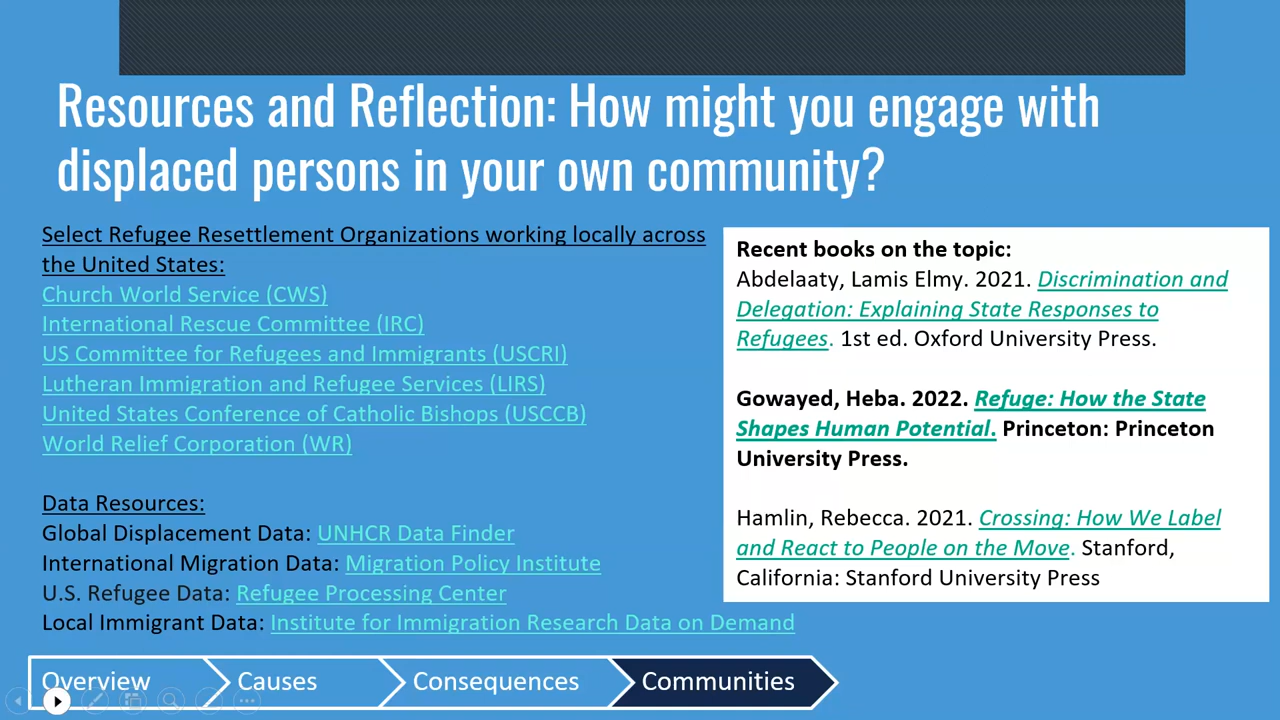 Resources and Reflection: How might you engage with
displaced persons in your own community?
Select Refugee Resettlement Organizations working locally across
the United States:
Church World Service (CWS)
International Rescue Committee (IRC)
US Committee for Refugees and Immigrants (USCRI)
Lutheran Immigration and Refugee Services (LIRS)
United States Conference of Catholic Bishops (USCCB)
World Relief Corporation (WR)
Data Resources:
Global Displacement Data: UNHCR Data Finder
International Migration Data: Migration Policy Institute
U.S. Refugee Data: Refugee Processing Center
Local Immigrant Data: Institute for Immigration Research Data on Demand
Recent books on the topic:
Abdelaaty, Lamis Elmy. 2021. Discrimination and
Delegation: Explaining State Responses to
Refugees. 1st ed. Oxford University Press.
Gowayed, Heba. 2022. Refuge: How the State
Shapes Human Potential. Princeton: Princeton
University Press.
Hamlin, Rebecca. 2021. Crossing: How We Label
and React to People on the Move. Stanford,
California: Stanford University Press
Overview
Causes
Consequences
Communities